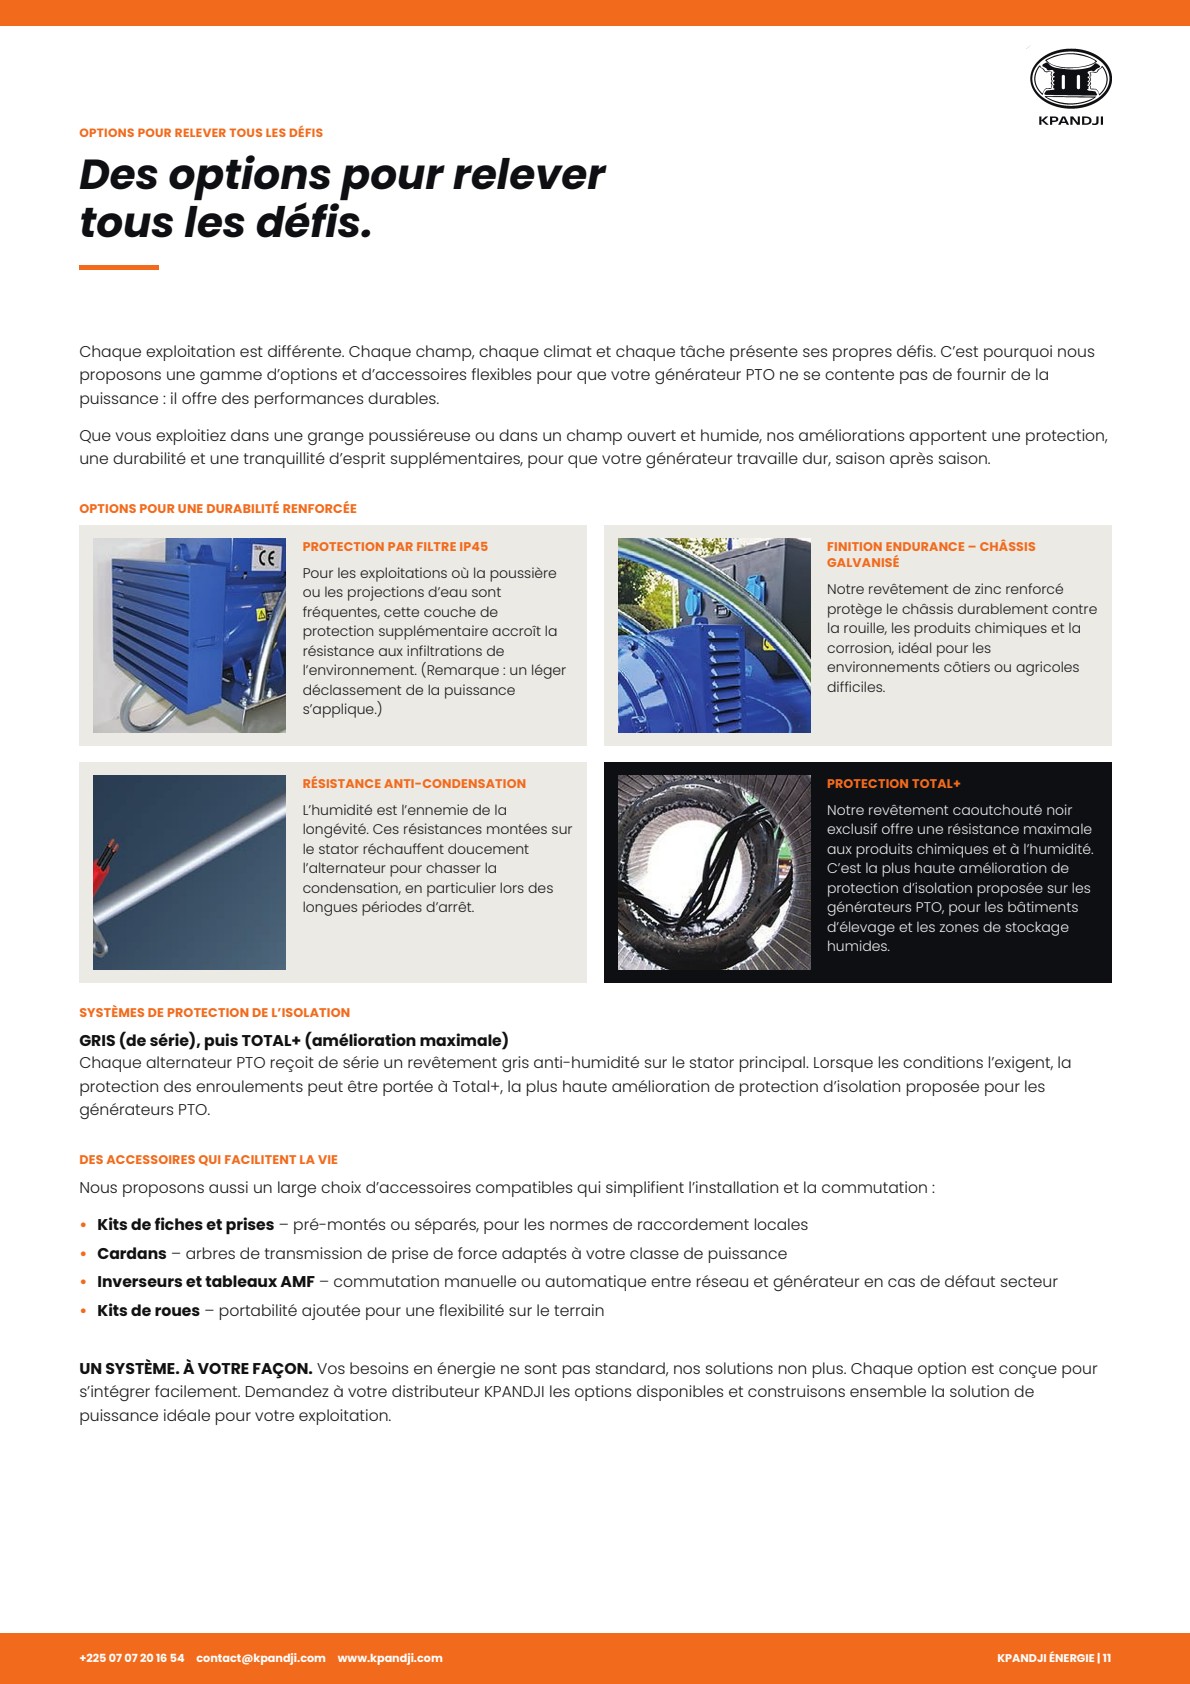 KPANDJI
OPTIONS POUR RELEVER TOUS LES DÉFIS
Des options pour relever
tous les défis.
Chaque exploitation est différente. Chaque champ, chaque climat et chaque tâche présente ses propres défis. C’est pourquoi nous
proposons une gamme d’options et d’accessoires flexibles pour que votre générateur PTO ne se contente pas de fournir de la
puissance : il offre des performances durables.
Que vous exploitiez dans une grange poussiéreuse ou dans un champ ouvert et humide, nos améliorations apportent une protection,
une durabilité et une tranquillité d’esprit supplémentaires, pour que votre générateur travaille dur, saison après saison.
OPTIONS POUR UNE DURABILITÉ RENFORCÉE
CE
PROTECTION PAR FILTRE IP45
Pour les exploitations où la poussière
ou les projections d’eau sont
fréquentes, cette couche de
protection supplémentaire accroît la
résistance aux infiltrations de
l’environnement. (Remarque : un léger
déclassement de la puissance
s’applique.)
FINITION ENDURANCE – CHÂSSIS
GALVANISÉ
Notre revêtement de zinc renforcé
protège le châssis durablement contre
la rouille, les produits chimiques et la
corrosion, idéal pour les
environnements côtiers ou agricoles
difficiles.
RÉSISTANCE ANTI-CONDENSATION
L’humidité est l’ennemie de la
longévité. Ces résistances montées sur
le stator réchauffent doucement
l’alternateur pour chasser la
condensation, en particulier lors des
longues périodes d’arrêt.
PROTECTION TOTAL+
Notre revêtement caoutchouté noir
exclusif offre une résistance maximale
aux produits chimiques et à l’humidité.
C’est la plus haute amélioration de
protection d’isolation proposée sur les
générateurs PTO, pour les bâtiments
d’élevage et les zones de stockage
humides.
SYSTÈMES DE PROTECTION DE L’ISOLATION
GRIS (de série), puis TOTAL+ (amélioration maximale)
Chaque alternateur PTO reçoit de série un revêtement gris anti-humidité sur le stator principal. Lorsque les conditions l’exigent, la
protection des enroulements peut être portée à Total+, la plus haute amélioration de protection d’isolation proposée pour les
générateurs PTO.
DES ACCESSOIRES QUI FACILITENT LA VIE
Nous proposons aussi un large choix d’accessoires compatibles qui simplifient l’installation et la commutation :
• Kits de fiches et prises – pré-montés ou séparés, pour les normes de raccordement locales
• Cardans – arbres de transmission de prise de force adaptés à votre classe de puissance
• Inverseurs et tableaux AMF – commutation manuelle ou automatique entre réseau et générateur en cas de défaut secteur
• Kits de roues – portabilité ajoutée pour une flexibilité sur le terrain
UN SYSTÈME. À VOTRE FAÇON. Vos besoins en énergie ne sont pas standard, nos solutions non plus. Chaque option est conçue pour
s’intégrer facilement. Demandez à votre distributeur KPANDJI les options disponibles et construisons ensemble la solution de
puissance idéale pour votre exploitation.
+225 07 07 20 16 54 contact@kpandji.com www.kpandji.com
KPANDJI ÉNERGIE | 11